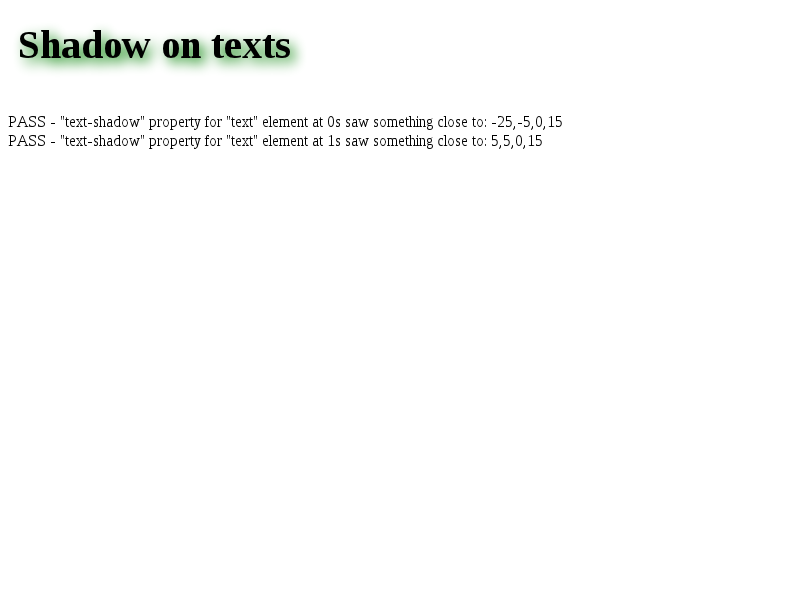 Shadow on texts
PASS - "text-shadow" property for "text" element at 0s saw something close to: -25,-5,0,15
PASS - "text-shadow" property for "text" element at 1s saw something close to: 5,5,0,15